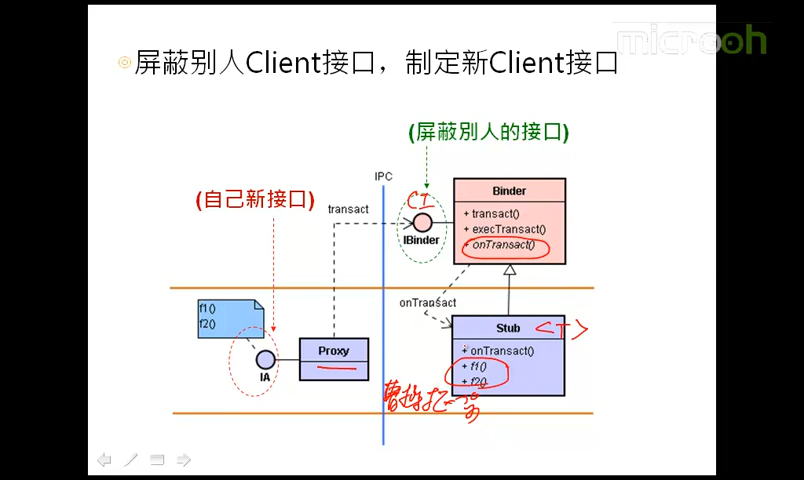 microoh
屏蔽别人Client接口，制定新Client接口
(屏蔽別人的接口)
IPC
(自己新接口)
transact
CI
IBinder
Binder
+ transact()
+ execTransact()
+ onTransact()
onTransact
f1()
f2()
IA
Proxy
Stub
<T>
+ onTransact()
+ f1()
+ f2()